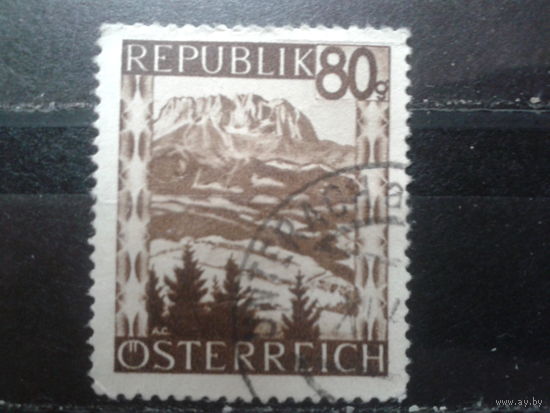 REPUBLIK 80g
A.C.
ÖSTERREICH
www.ay.by